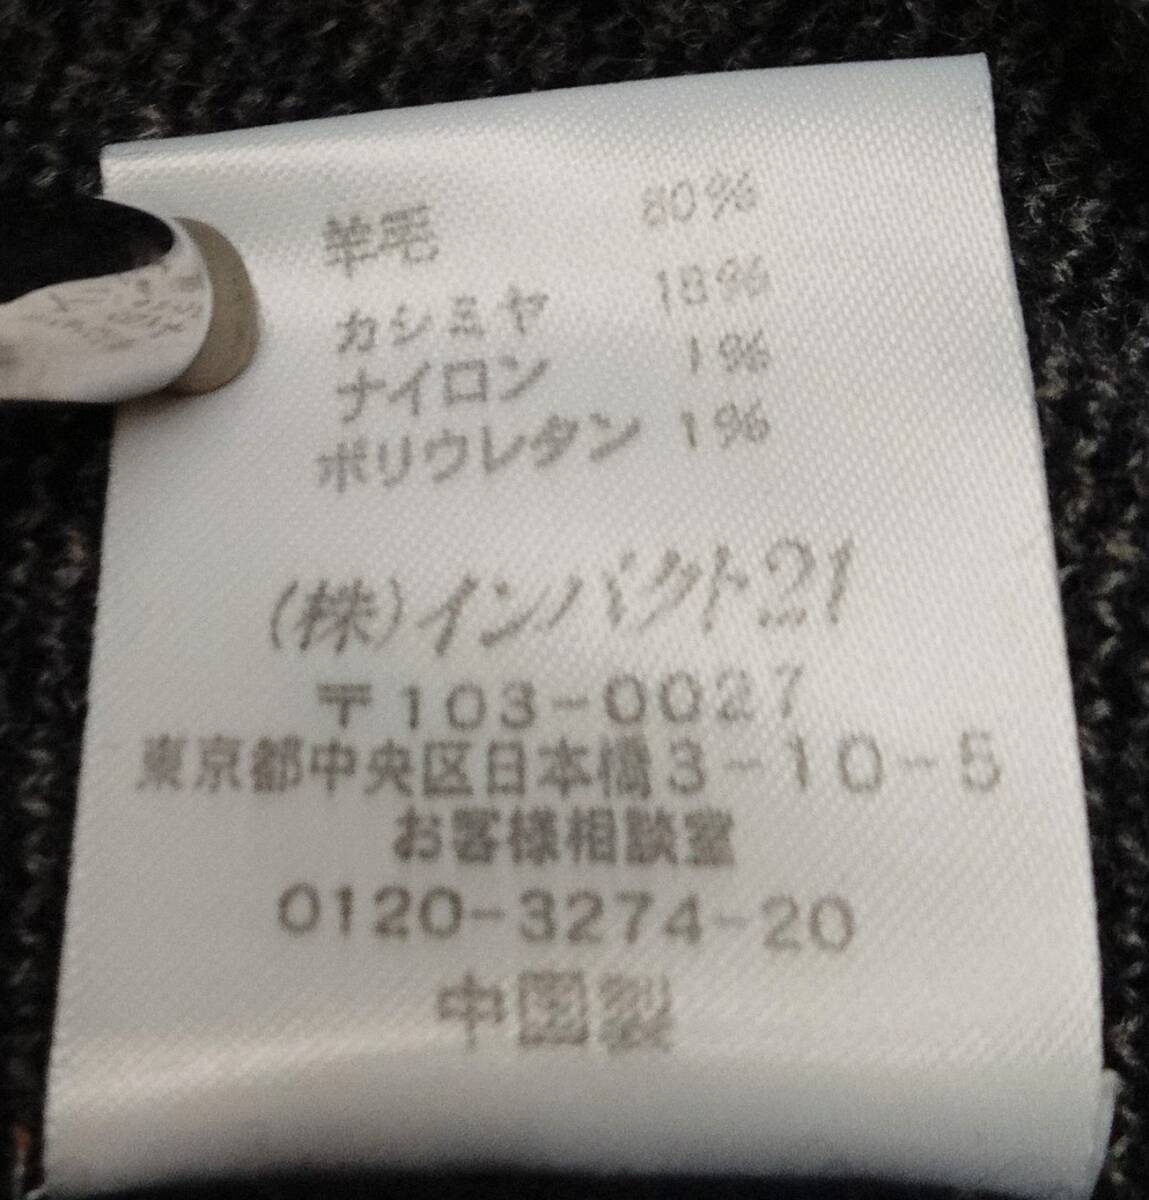 羊毛 80%
カシミヤ 18%
ナイロン 1%
ポリウレタン 1%
(株)インパクト21
〒103-0027
東京都中央区日本橋3-10-5
お客様相談室
0120-3274-20
中国製